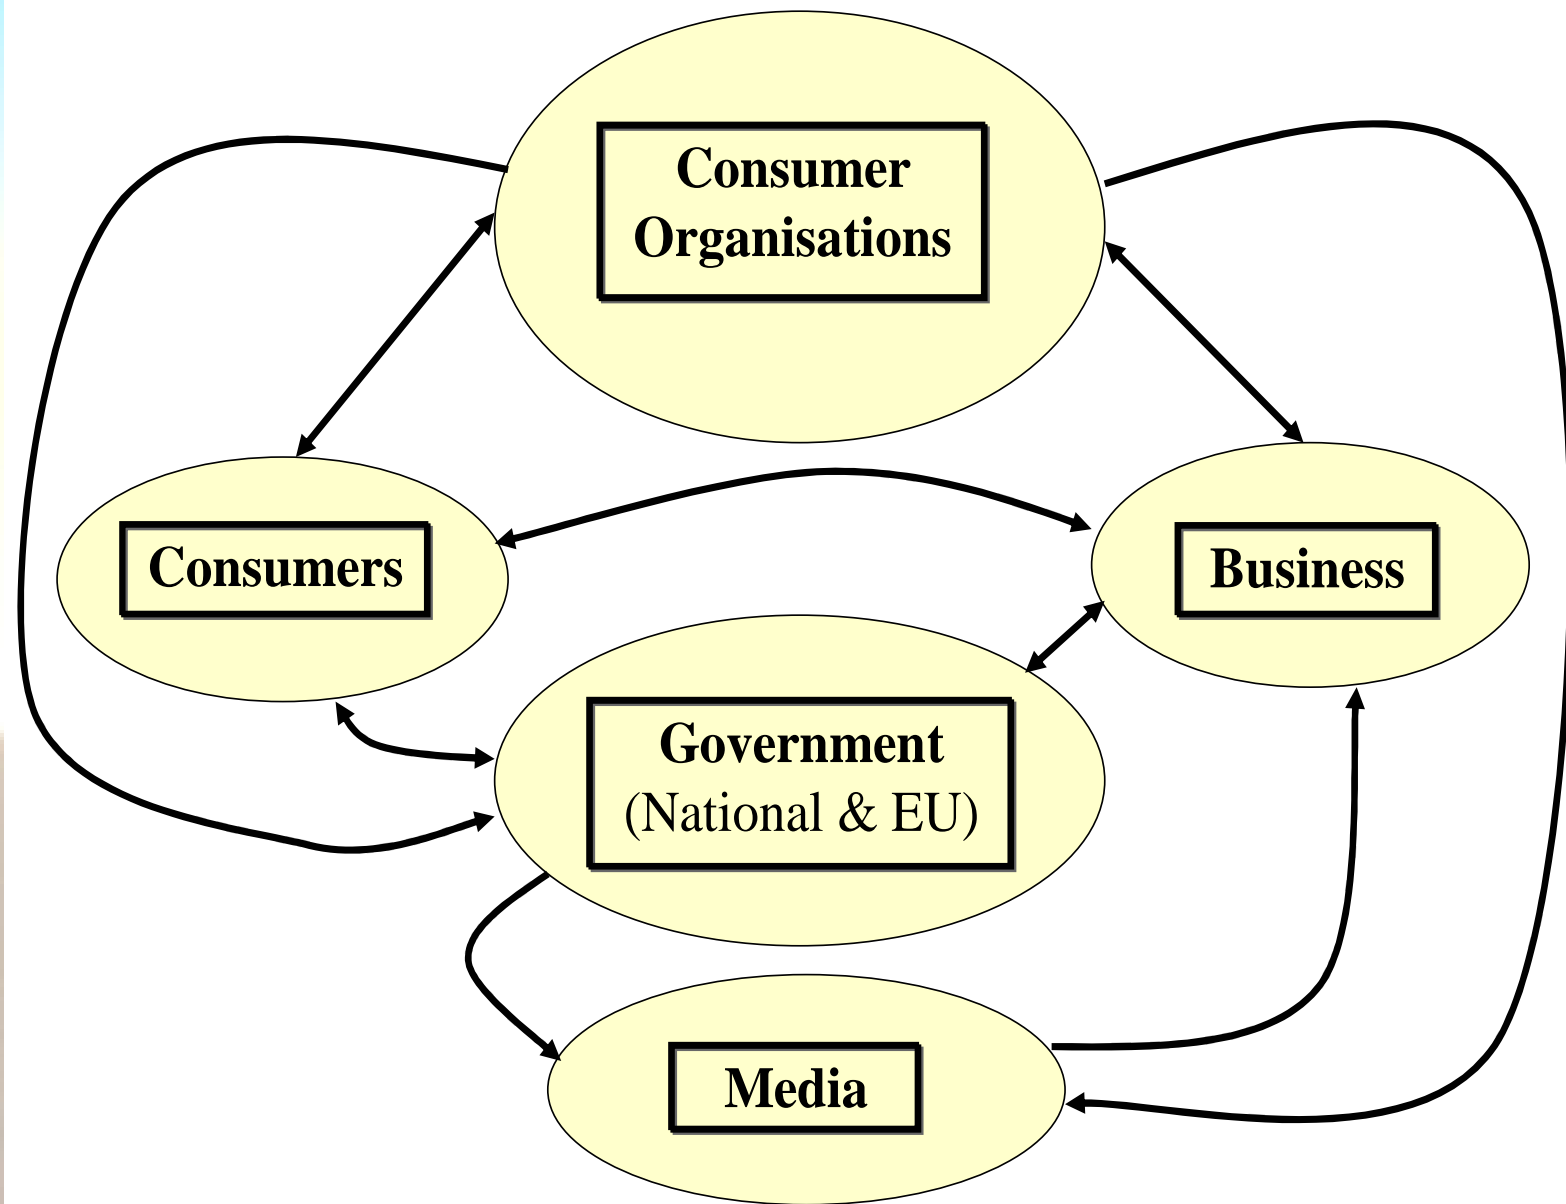 Consumer
Organisations
Consumers
Business
Government
(National & EU)
Media